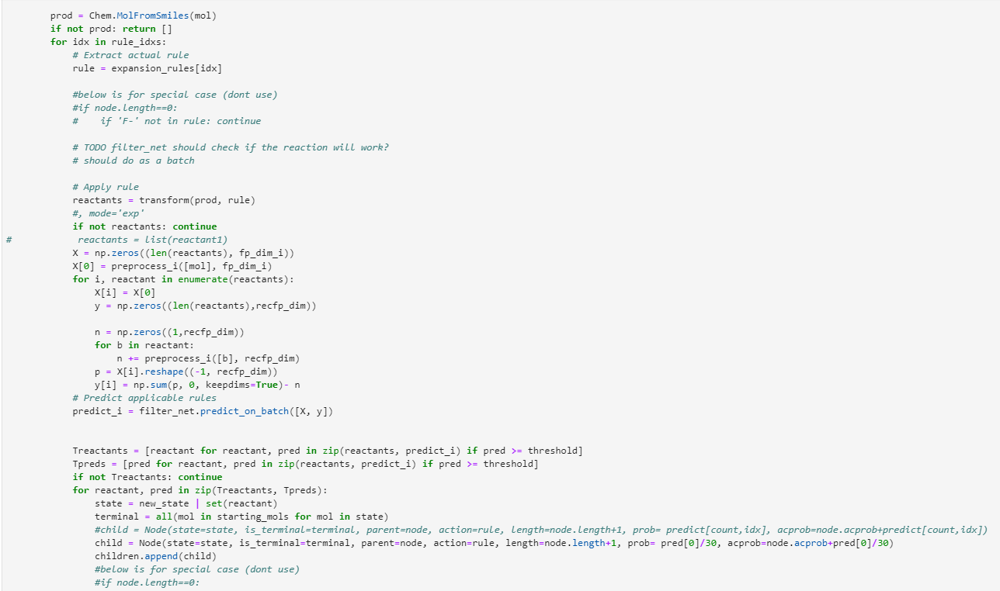 prod = Chem.MolFromSmiles(mol)
if not prod: return []
for idx in rule_idxs:
# Extract actual rule
rule = expansion_rules[idx]
#below is for special case (dont use)
#if node.length==0:
#    if 'F-' not in rule: continue
# TODO filter_net should check if the reaction will work?
# should do as a batch
# Apply rule
reactants = transform(prod, rule)
#, mode='exp'
if not reactants: continue
#            reactants = list(reactant1)
X = np.zeros((len(reactants), fp_dim_i))
X[0] = preprocess_i([mol], fp_dim_i)
for i, reactant in enumerate(reactants):
X[i] = X[0]
y = np.zeros((len(reactants),recfp_dim))
n = np.zeros((1,recfp_dim))
for b in reactant:
n += preprocess_i([b], recfp_dim)
p = X[i].reshape((-1, recfp_dim))
y[i] = np.sum(p, 0, keepdims=True)- n
# Predict applicable rules
predict_i = filter_net.predict_on_batch([X, y])
Treactants = [reactant for reactant, pred in zip(reactants, predict_i) if pred >= threshold]
Tpreds = [pred for reactant, pred in zip(reactants, predict_i) if pred >= threshold]
if not Treactants: continue
for reactant, pred in zip(Treactants, Tpreds):
state = new_state | set(reactant)
terminal = all(mol in starting_mols for mol in state)
#child = Node(state=state, is_terminal=terminal, parent=node, action=rule, length=node.length+1, prob= predict[count,idx], acprob=node.acprob+predict[count,idx])
child = Node(state=state, is_terminal=terminal, parent=node, action=rule, length=node.length+1, prob= pred[0]/30, acprob=node.acprob+pred[0]/30)
children.append(child)
#below is for special case (dont use)
#if node.length==0: